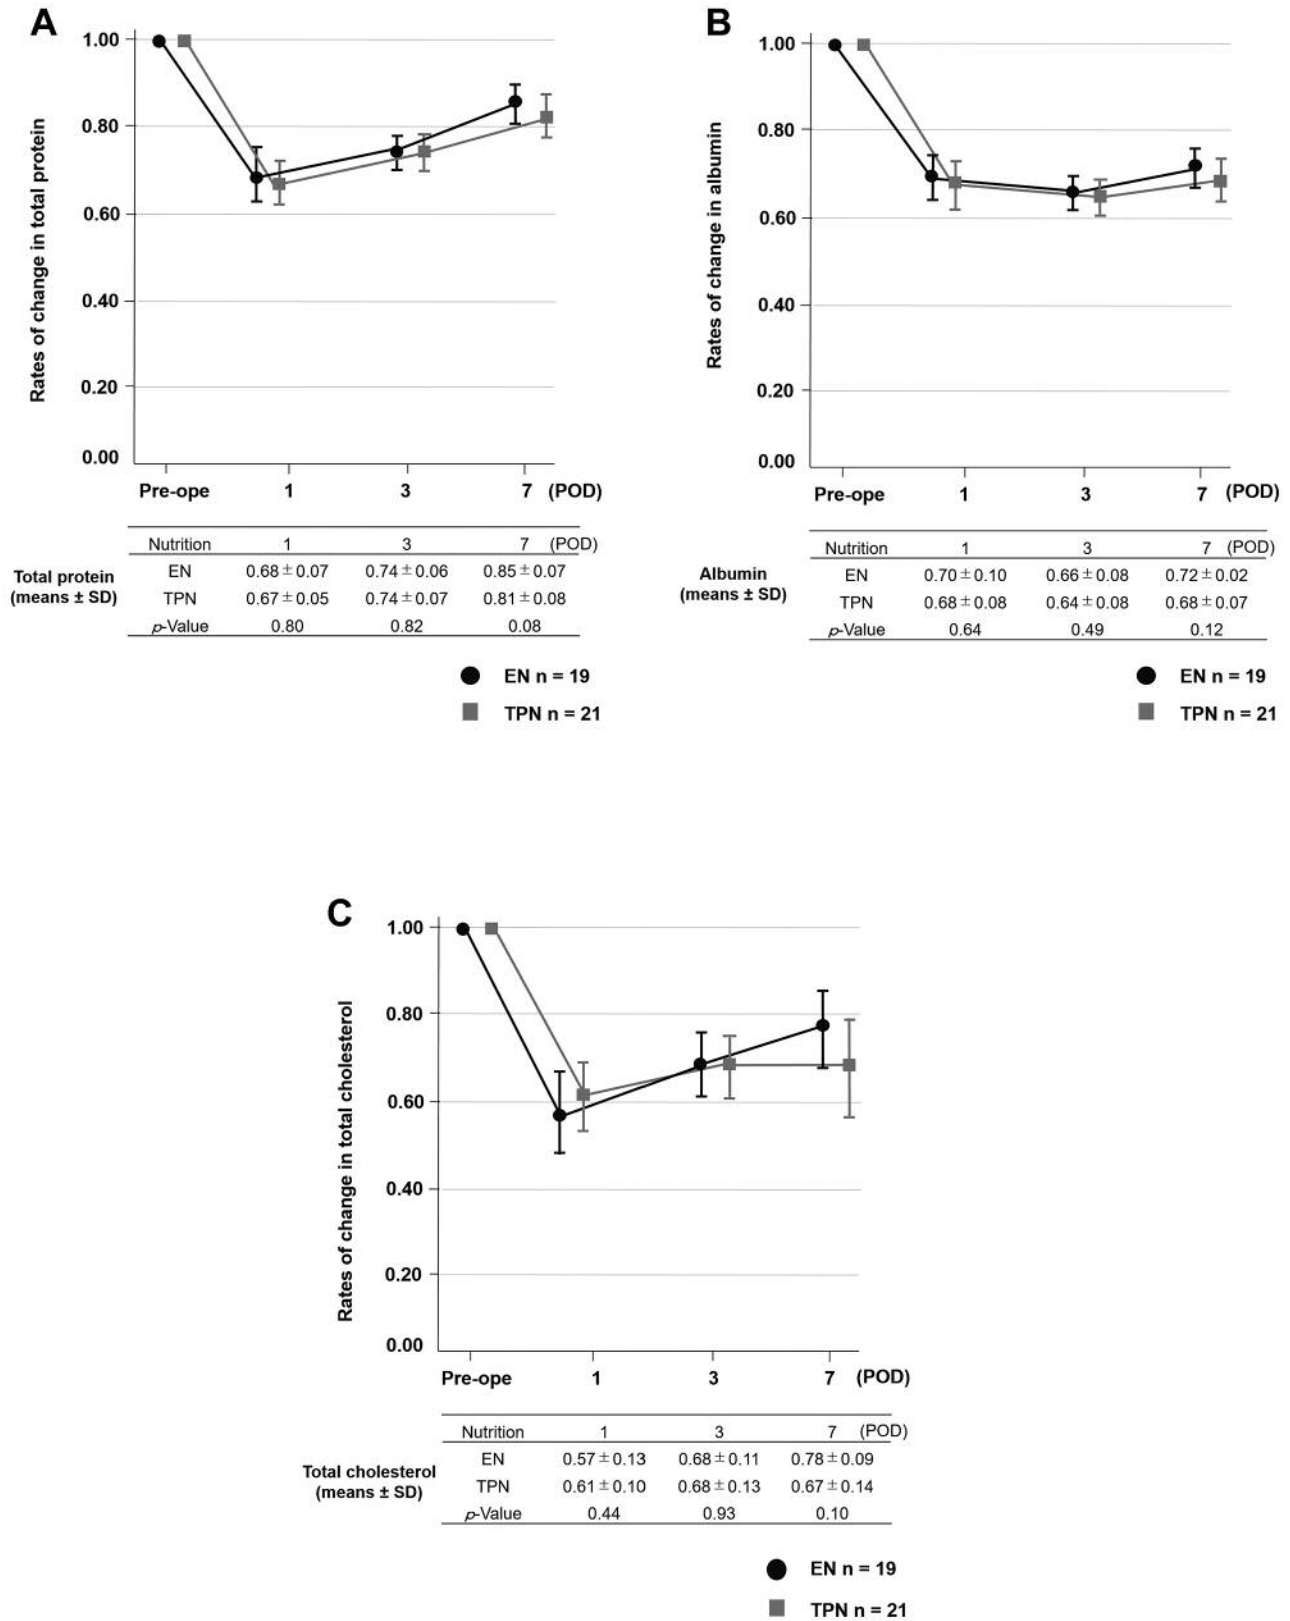 A
1.00
0.80
0.60
0.40
0.20
0.00
Rates of change in total protein
Pre-ope 1 3 7 (POD)
Nutrition 1 3 7 (POD)
Total protein
(means ± SD)
EN 0.68 ± 0.07 0.74 ± 0.06 0.85 ± 0.07
TPN 0.67 ± 0.05 0.74 ± 0.07 0.81 ± 0.08
p-Value 0.80 0.82 0.08
EN n = 19
TPN n = 21
B
1.00
0.80
0.60
0.40
0.20
0.00
Rates of change in albumin
Pre-ope 1 3 7 (POD)
Nutrition 1 3 7 (POD)
Albumin
(means ± SD)
EN 0.70 ± 0.10 0.66 ± 0.08 0.72 ± 0.02
TPN 0.68 ± 0.08 0.64 ± 0.08 0.68 ± 0.07
p-Value 0.64 0.49 0.12
EN n = 19
TPN n = 21
C
1.00
0.80
0.60
0.40
0.20
0.00
Rates of change in total cholesterol
Pre-ope 1 3 7 (POD)
Nutrition 1 3 7 (POD)
Total cholesterol
(means ± SD)
EN 0.57 ± 0.13 0.68 ± 0.11 0.78 ± 0.09
TPN 0.61 ± 0.10 0.68 ± 0.13 0.67 ± 0.14
p-Value 0.44 0.93 0.10
EN n = 19
TPN n = 21